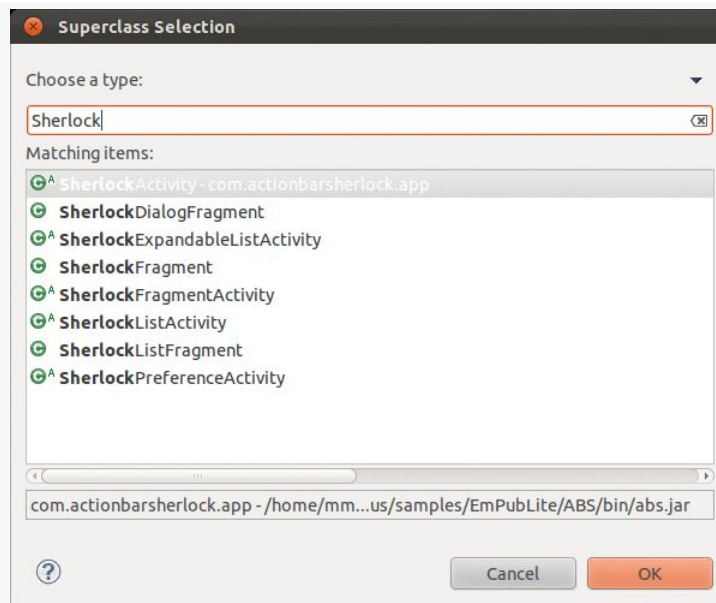 Superclass Selection
Choose a type:
Sherlock
Matching items:
SherlockActivity - com.actionbarsherlock.app
SherlockDialogFragment
SherlockExpandableListActivity
SherlockFragment
SherlockFragmentActivity
SherlockListActivity
SherlockListFragment
SherlockPreferenceActivity
com.actionbarsherlock.app - /home/mm...us/samples/EmPubLite/ABS/bin/abs.jar
Cancel OK